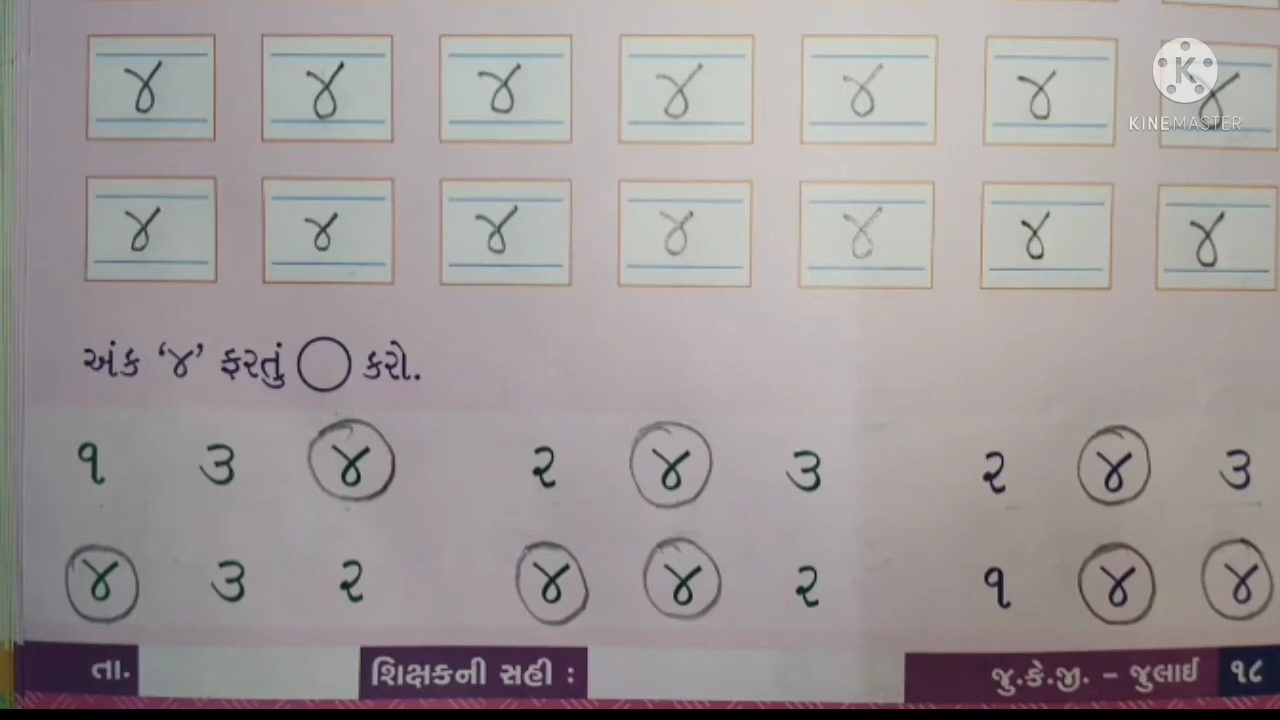 ૪ ૪ ૪ ૪ ૪ ૪ ૪
K
KINEMASTER
૪ ૪ ૪ ૪ ૪ ૪ ૪
અંક ‘૪’ ફરતું ◯ કરો.
૧ ૩ ૪ ૨ ૪ ૩ ૨ ૪ ૩
૪ ૩ ૨ ૪ ૪ ૨ ૧ ૪ ૪
તા. શિક્ષકની સહી : જુ.કે.જી. – જુલાઈ ૧૮